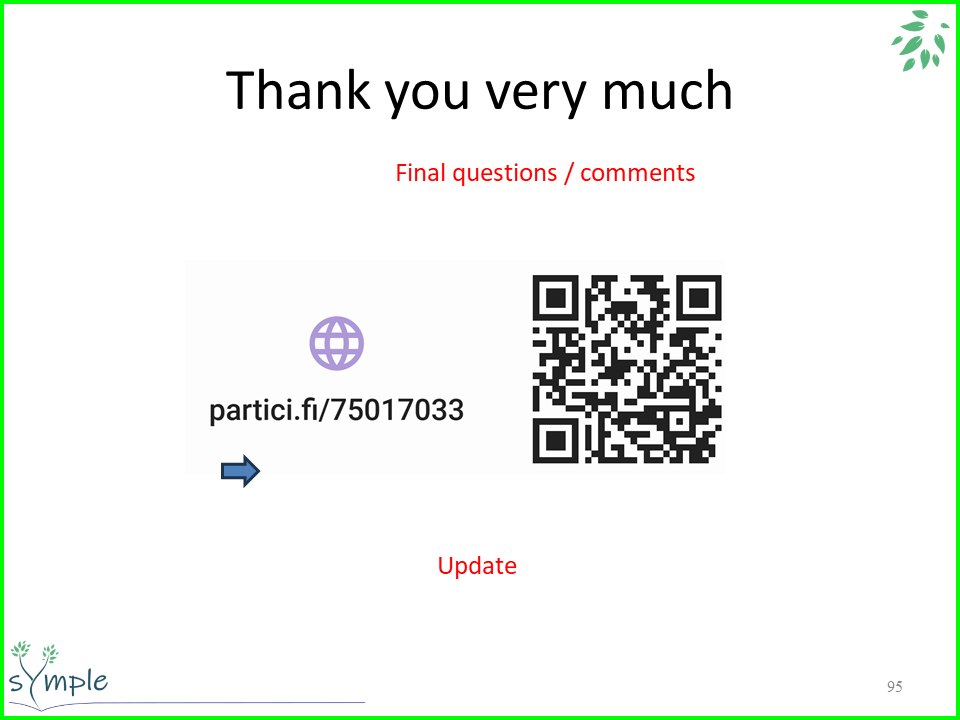 Thank you very much
Final questions / comments
partici.fi/75017033
Update
sYmple
95